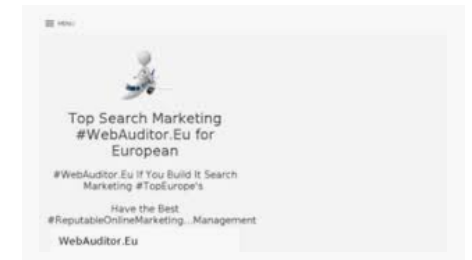 MENU
Top Search Marketing
#WebAuditor.Eu for
European
#WebAuditor.Eu If You Build It Search
Marketing #TopEurope's
Have the Best
#ReputableOnlineMarketing...Management
WebAuditor.Eu